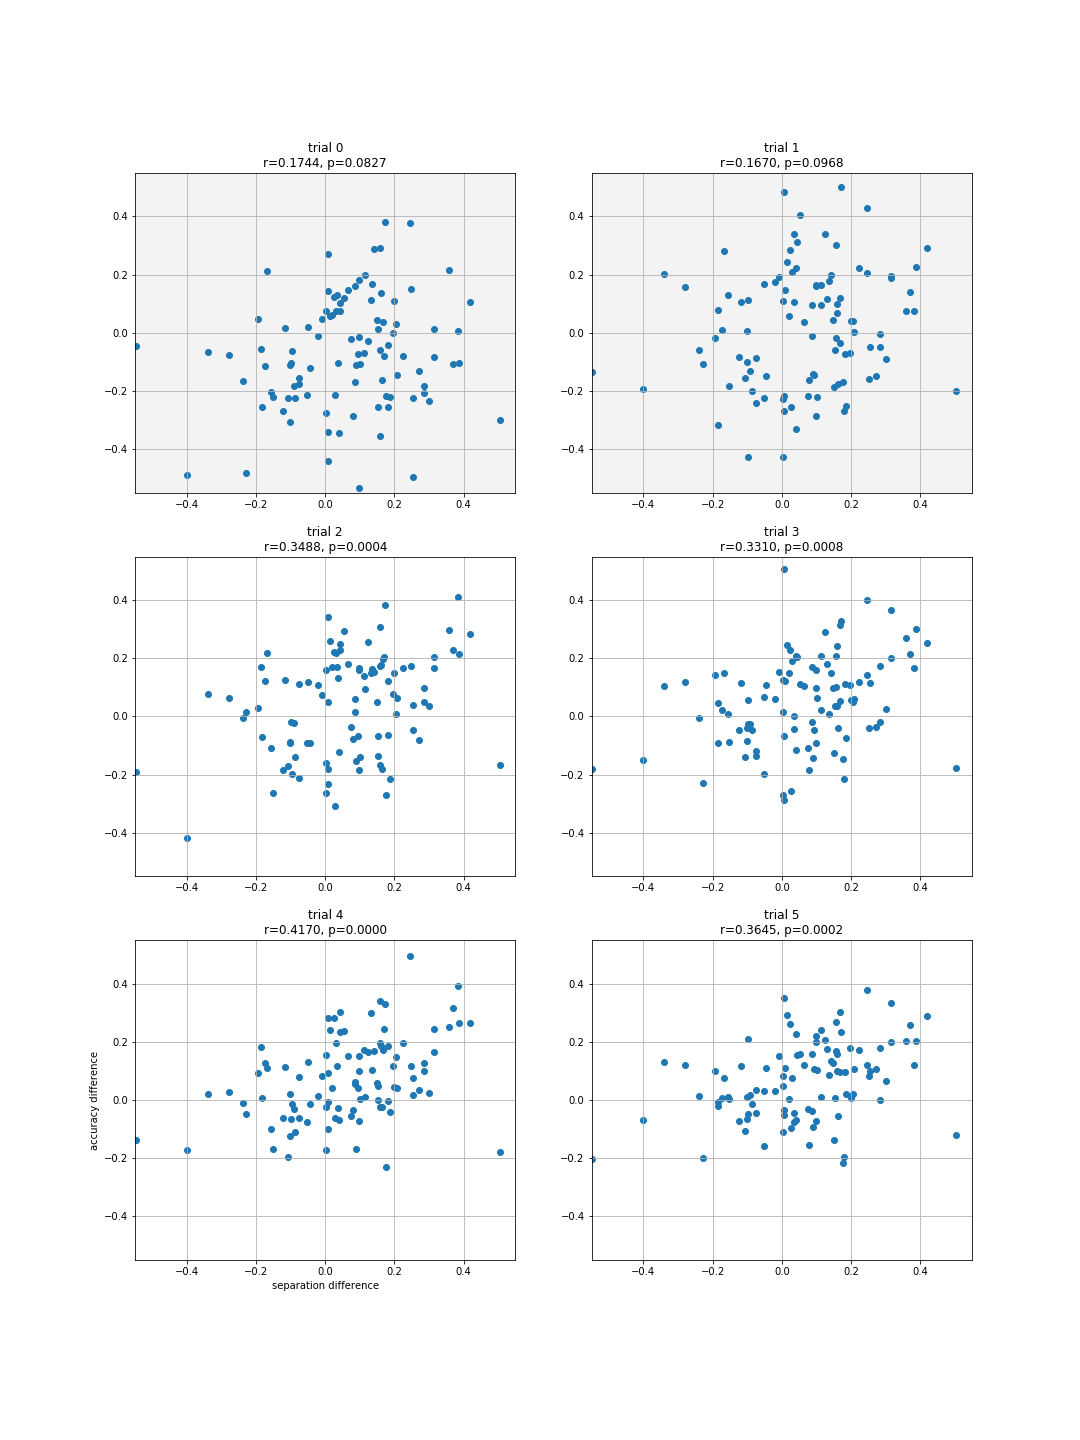 trial 0
r=0.1744, p=0.0827
trial 1
r=0.1670, p=0.0968
0.4
0.2
0.0
−0.2
−0.4
−0.4 −0.2 0.0 0.2 0.4
0.4
0.2
0.0
−0.2
−0.4
−0.4 −0.2 0.0 0.2 0.4
trial 2
r=0.3488, p=0.0004
trial 3
r=0.3310, p=0.0008
0.4
0.2
0.0
−0.2
−0.4
−0.4 −0.2 0.0 0.2 0.4
0.4
0.2
0.0
−0.2
−0.4
−0.4 −0.2 0.0 0.2 0.4
trial 4
r=0.4170, p=0.0000
trial 5
r=0.3645, p=0.0002
accuracy difference
0.4
0.2
0.0
−0.2
−0.4
−0.4 −0.2 0.0 0.2 0.4
separation difference
0.4
0.2
0.0
−0.2
−0.4
−0.4 −0.2 0.0 0.2 0.4